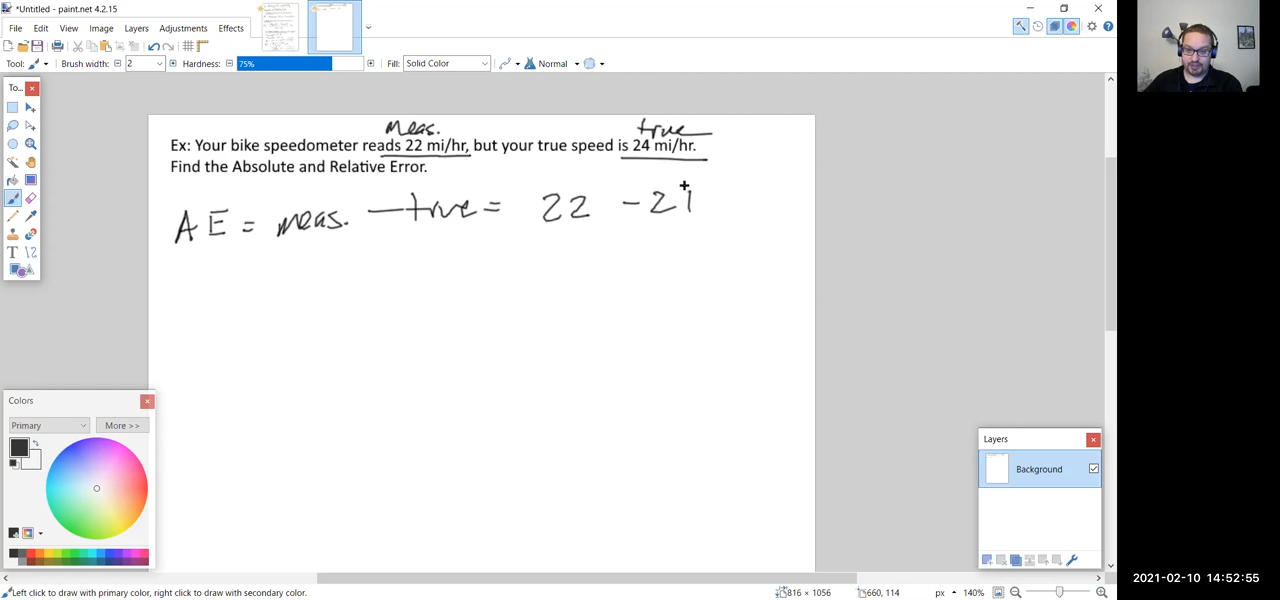 *Untitled - paint.net 4.2.15
File Edit View Image Layers Adjustments Effects
Tool: Brush width: 2 Hardness: 75% Fill: Solid Color Normal
To...
meas. true
Ex: Your bike speedometer reads 22 mi/hr, but your true speed is 24 mi/hr.
Find the Absolute and Relative Error.
A E = meas. — true = 22 - 21
Colors
Primary More >>
Layers
Background
2021-02-10 14:52:55
Left click to draw with primary color, right click to draw with secondary color. 816 × 1056 660, 114 px 140%